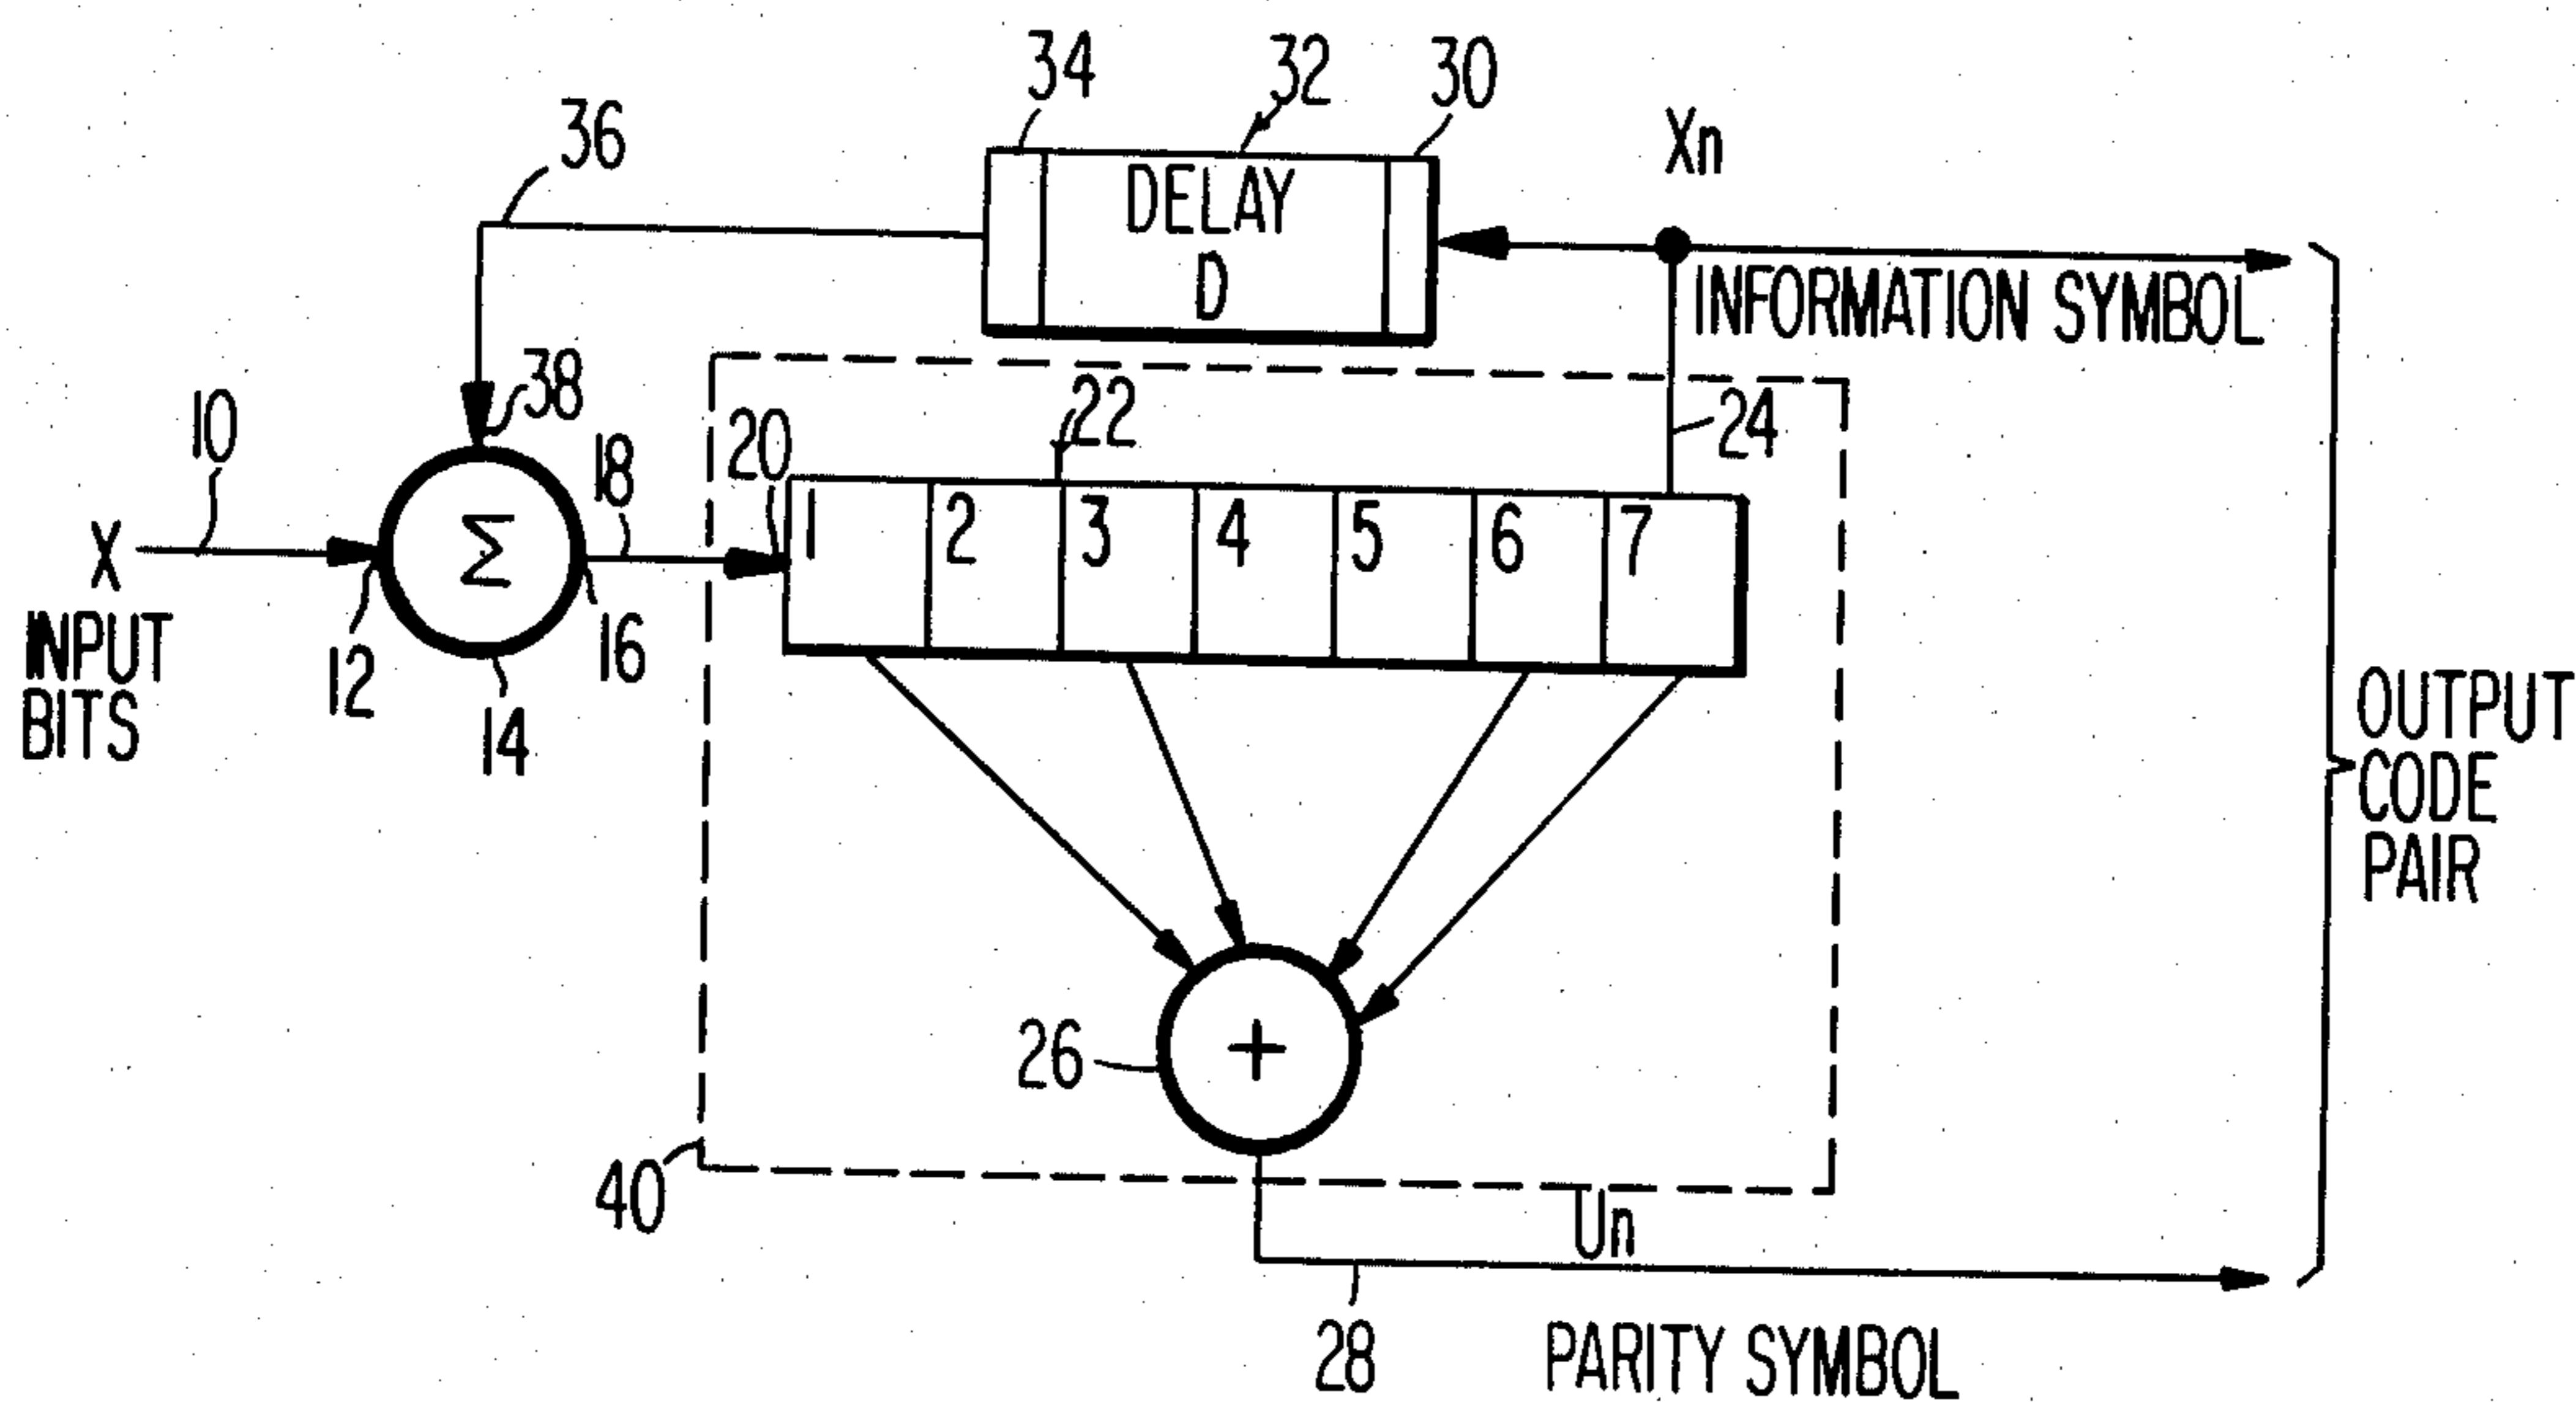 34
32
30
36
Xn
DELAY
D
INFORMATION SYMBOL
38
10
18
20
22
24
X
INPUT
BITS
12
Σ
14
16
1 2 3 4 5 6 7
OUTPUT
CODE
PAIR
26
+
40
Un
28
PARITY SYMBOL